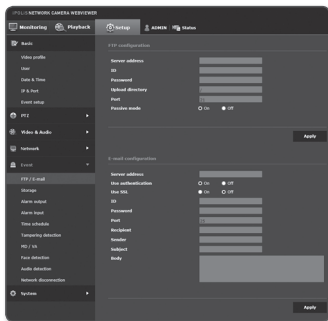 iPOLiS NETWORK CAMERA WEBVIEWER
Monitoring Playback Setup ADMIN Status
Basic
Video profile
User
Date & Time
IP & Port
Event setup
PTZ
Video & Audio
Network
Event
FTP / E-mail
Storage
Alarm output
Alarm input
Time schedule
Tampering detection
MD / VA
Face detection
Audio detection
Network disconnection
System
FTP configuration
Server address
ID
Password
Upload directory
Port
Passive mode On Off
Apply
E-mail configuration
Server address
Use authentication On Off
Use SSL On Off
ID
Password
Port
Recipient
Sender
Subject
Body
Apply